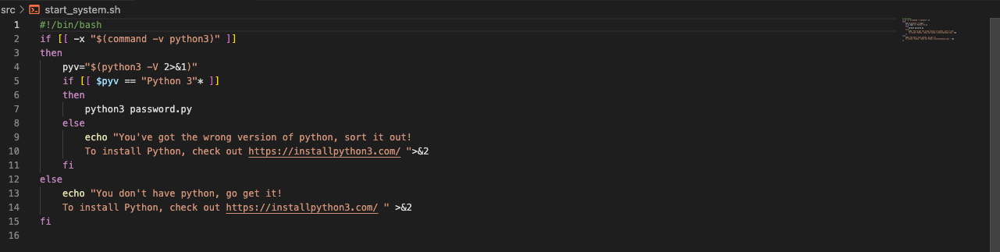 src > start_system.sh
1 #!/bin/bash
2 if [[ -x "$(command -v python3)" ]]
3 then
4     pyv="$(python3 -V 2>&1)"
5     if [[ $pyv == "Python 3"* ]]
6     then
7         python3 password.py
8     else
9         echo "You've got the wrong version of python, sort it out!
10         To install Python, check out https://installpython3.com/ ">&2
11     fi
12 else
13     echo "You don't have python, go get it!
14     To install Python, check out https://installpython3.com/ " >&2
15 fi
16